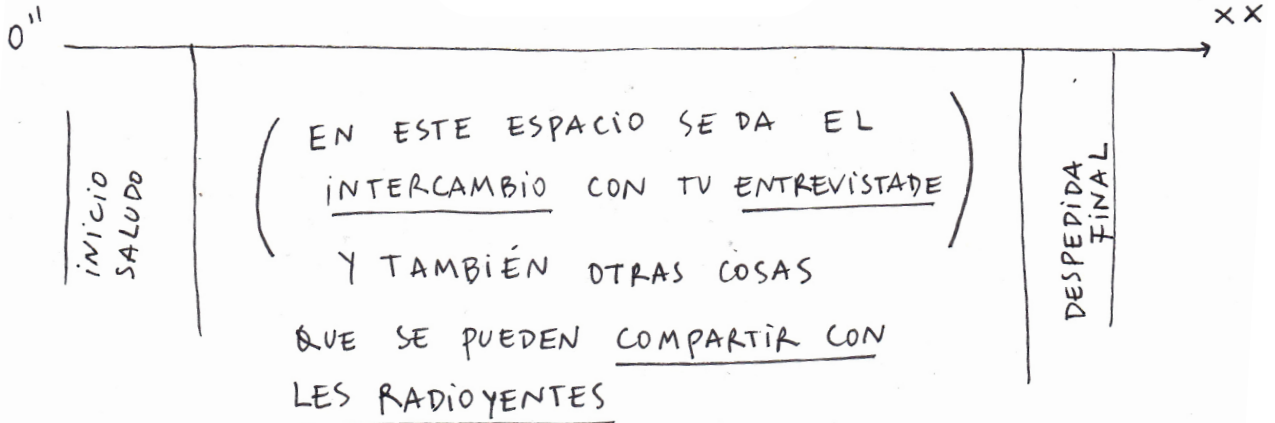 0" xx
INICIO
SALUDO
( EN ESTE ESPACIO SE DA EL
INTERCAMBIO CON TU ENTREVISTADE )
Y TAMBIÉN OTRAS COSAS
QUE SE PUEDEN COMPARTIR CON
LES RADIOYENTES
DESPEDIDA
FINAL